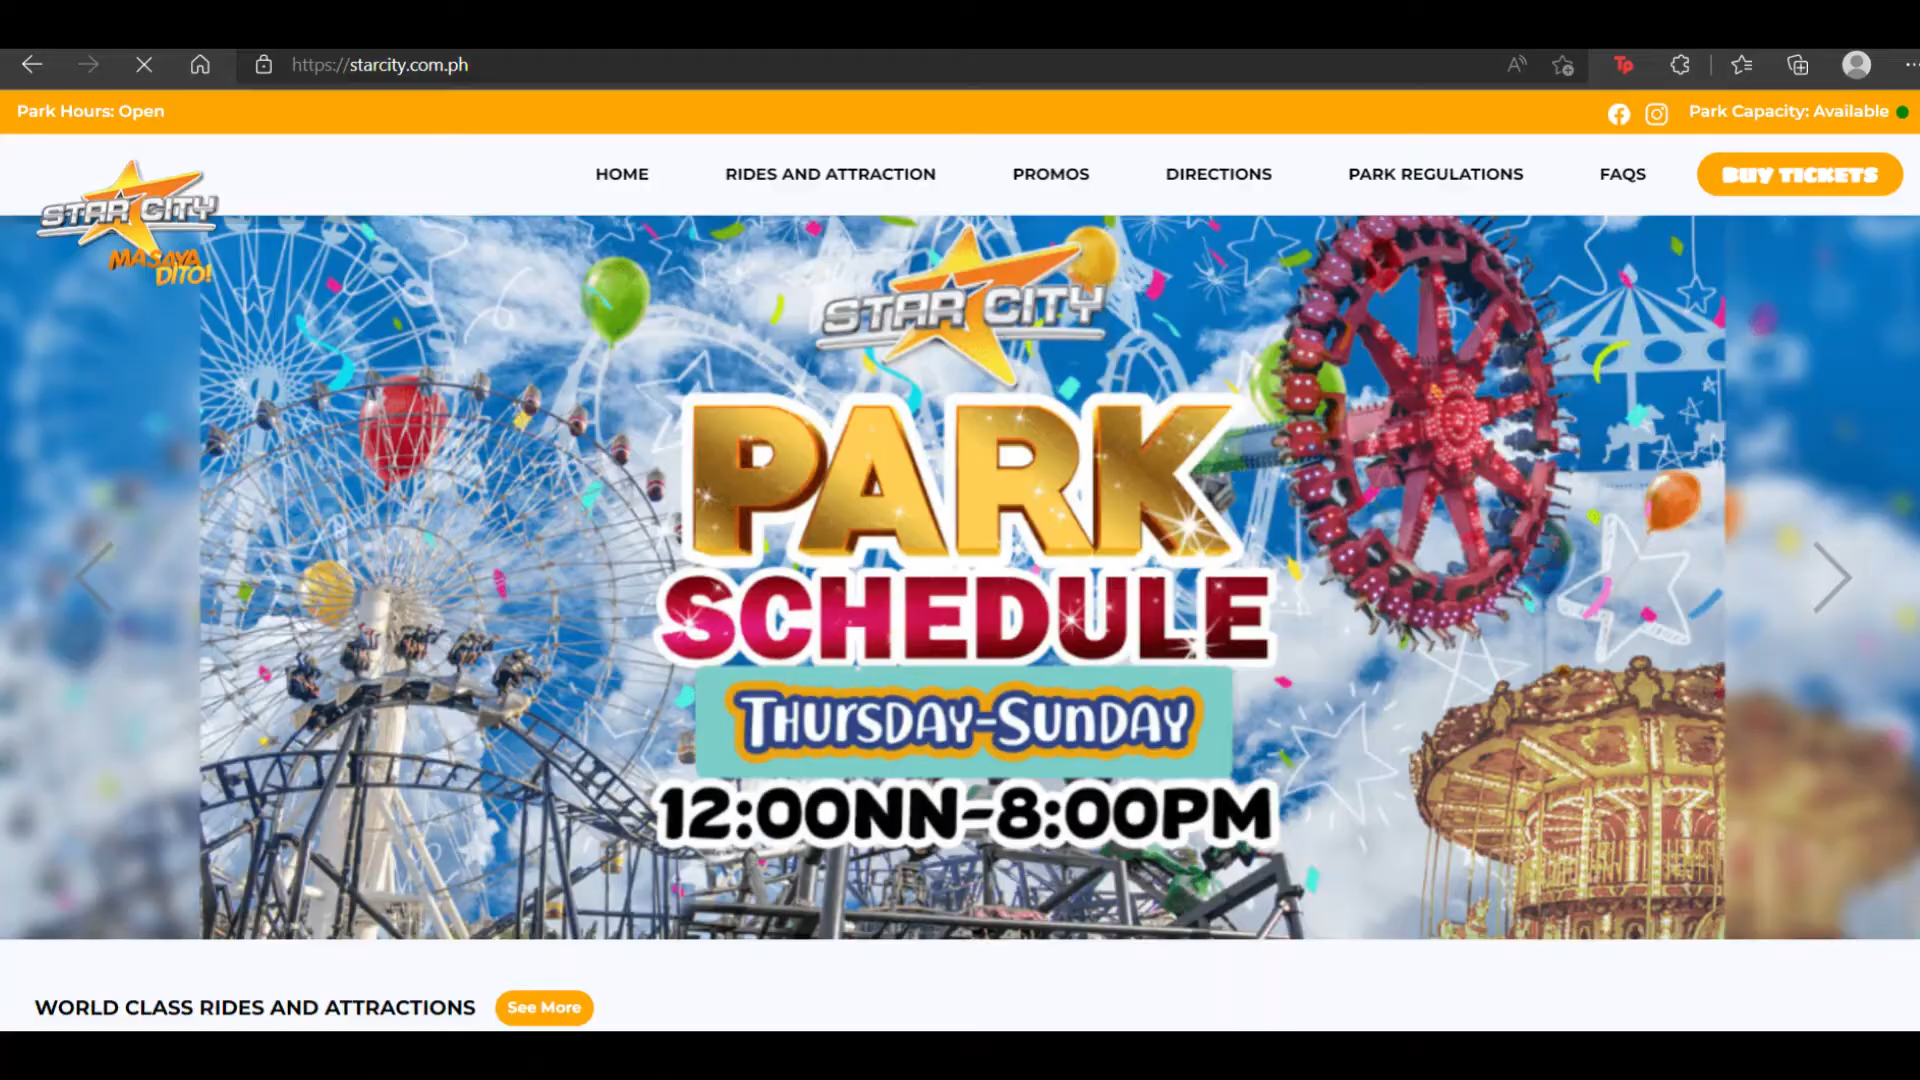 https://starcity.com.ph
Park Hours: Open
Park Capacity: Available
STAR CITY
MASAYA
DITO!
HOME
RIDES AND ATTRACTION
PROMOS
DIRECTIONS
PARK REGULATIONS
FAQS
BUY TICKETS
STAR CITY
PARK
SCHEDULE
THURSDAY-SUNDAY
12:00NN-8:00PM
WORLD CLASS RIDES AND ATTRACTIONS
See More